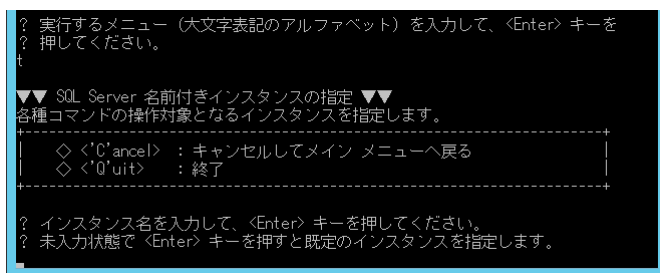 ? 実行するメニュー（大文字表記のアルファベット）を入力して、<Enter> キーを
? 押してください。
t
▼▼ SQL Server 名前付きインスタンスの指定 ▼▼
各種コマンドの操作対象となるインスタンスを指定します。
+------------------------------------------------------------------------+
|   ◇ <'C'ancel>  : キャンセルしてメイン メニューへ戻る   |
|   ◇ <'Q'uit>    : 終了   |
+------------------------------------------------------------------------+
? インスタンス名を入力して、<Enter> キーを押してください。
? 未入力状態で <Enter> キーを押すと既定のインスタンスを指定します。